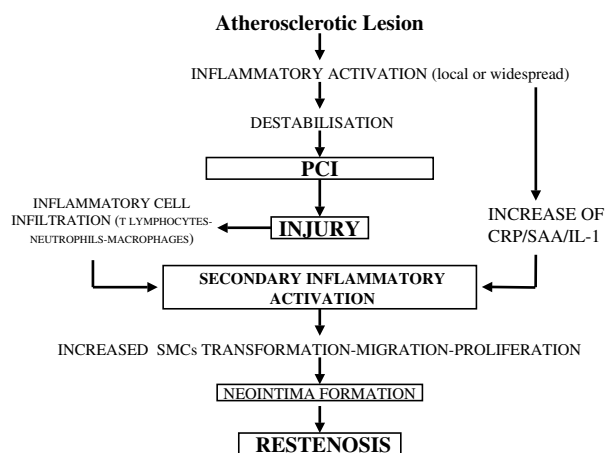 Atherosclerotic Lesion
INFLAMMATORY ACTIVATION (local or widespread)
DESTABILISATION
PCI
INFLAMMATORY CELL
INFILTRATION (T LYMPHOCYTES-
NEUTROPHILS-MACROPHAGES)
INJURY
INCREASE OF
CRP/SAA/IL-1
SECONDARY INFLAMMATORY
ACTIVATION
INCREASED SMCs TRANSFORMATION-MIGRATION-PROLIFERATION
NEOINTIMA FORMATION
RESTENOSIS